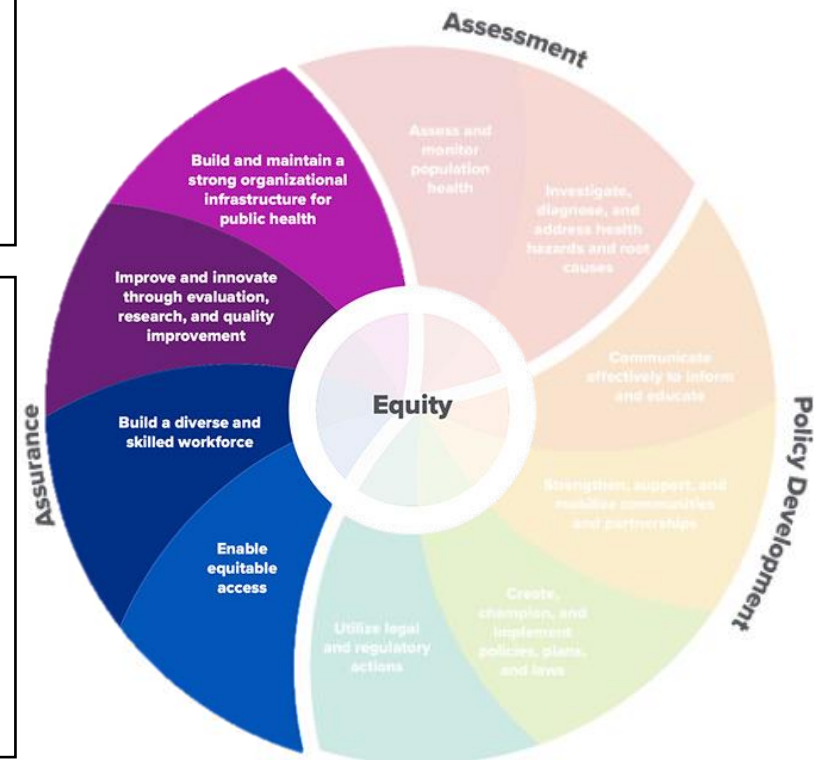 Assessment
Assess and
monitor
population
health
Investigate,
diagnose, and
address health
hazards and root
causes
Communicate
effectively to inform
and educate
Policy Development
Strengthen, support, and
mobilize communities
and partnerships
Create,
champion, and
implement
policies, plans,
and laws
Utilize legal
and regulatory
actions
Assurance
Enable
equitable
access
Build a diverse and
skilled workforce
Improve and innovate
through evaluation,
research, and quality
improvement
Build and maintain a
strong organizational
infrastructure for
public health
Equity